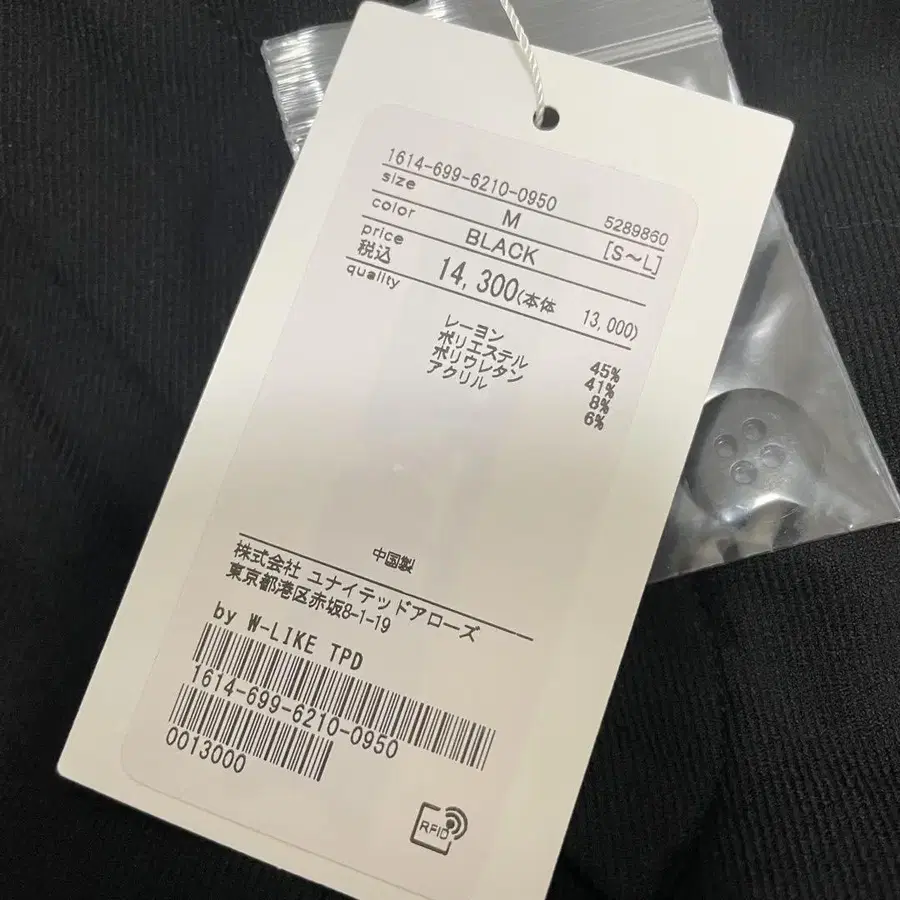 1614-699-6210-0950
5289860
size M [S〜L]
color BLACK
price
税込 14,300(本体 13,000)
quality
レーヨン 45%
ポリエステル 41%
ポリウレタン 8%
アクリル 6%
中国製
株式会社 ユナイテッドアローズ
東京都港区赤坂8-1-19
by W-LIKE TPD
1614-699-6210-0950
0013000
RFID